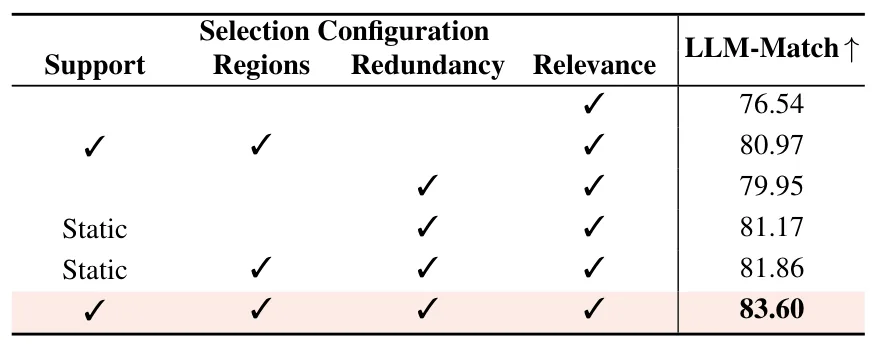 Selection Configuration LLM-Match ↑
Support Regions Redundancy Relevance
✓ 76.54
✓ ✓ ✓ 80.97
✓ ✓ 79.95
Static ✓ ✓ 81.17
Static ✓ ✓ ✓ 81.86
✓ ✓ ✓ ✓ 83.60